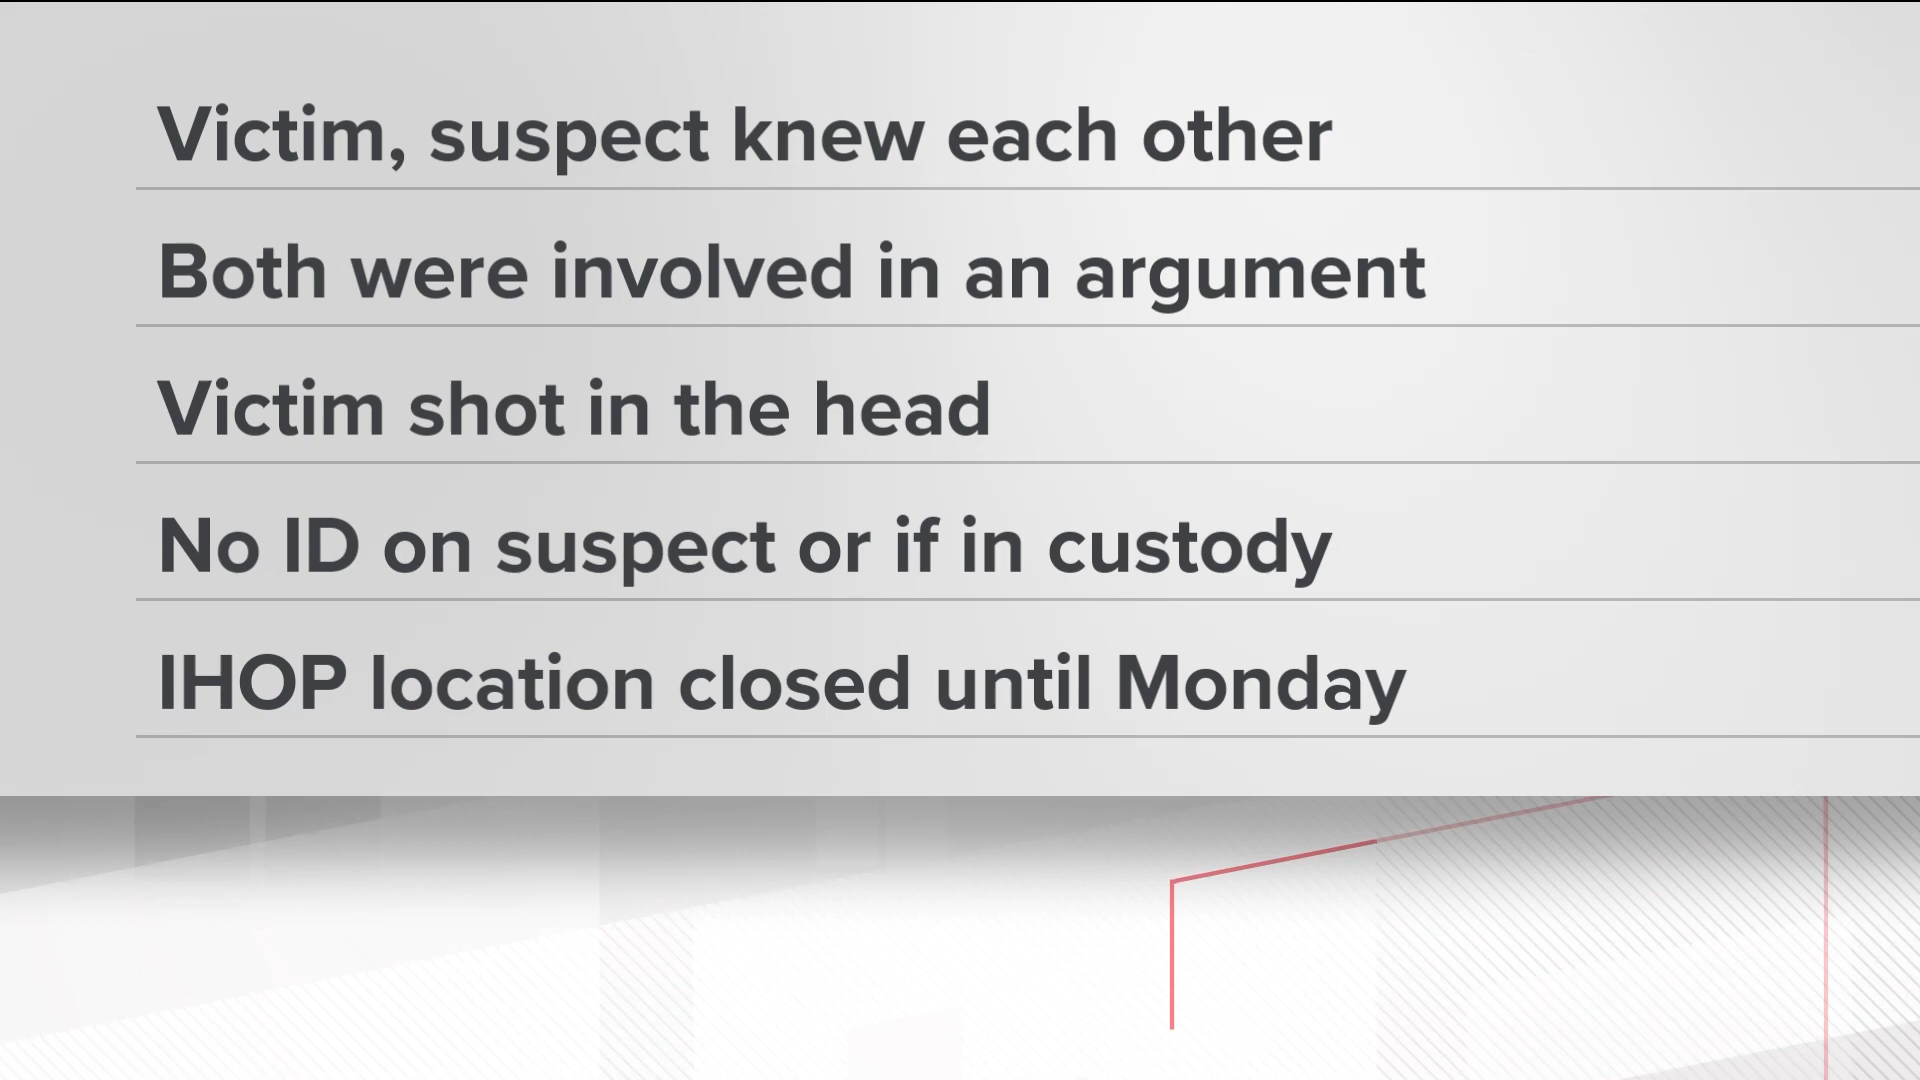 Victim, suspect knew each other
Both were involved in an argument
Victim shot in the head
No ID on suspect or if in custody
IHOP location closed until Monday